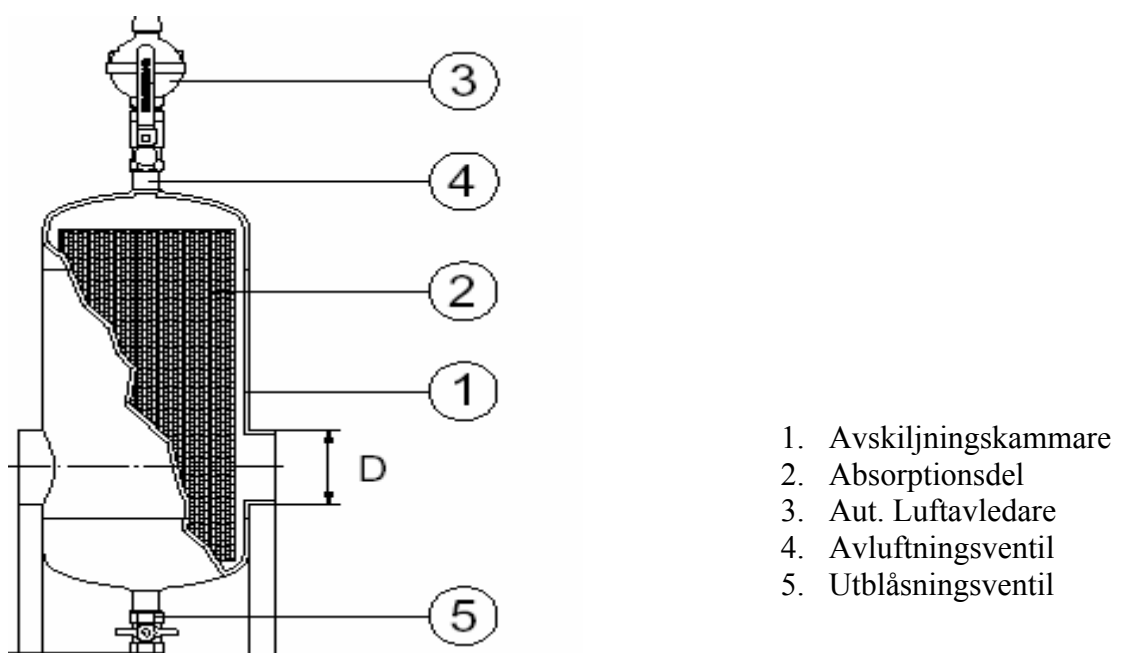 3
4
2
1
D
5
1. Avskiljningskammare
2. Absorptionsdel
3. Aut. Luftavledare
4. Avluftningsventil
5. Utblåsningsventil